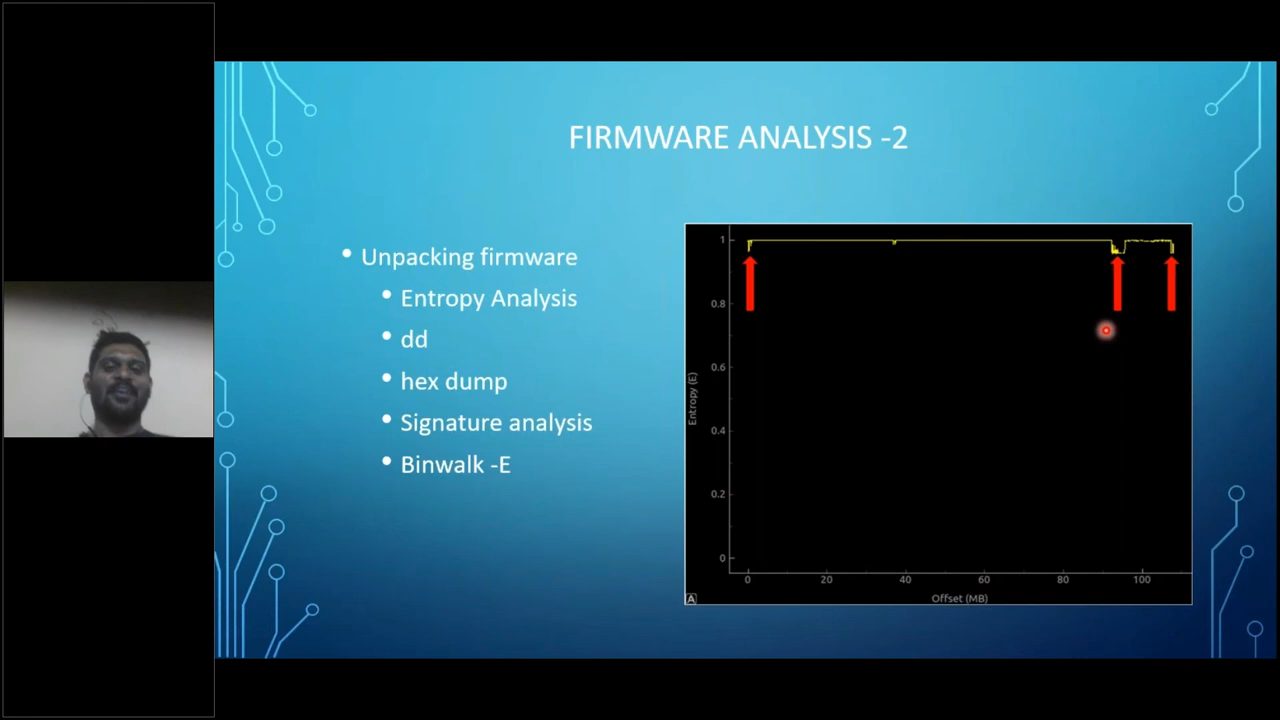 FIRMWARE ANALYSIS -2
• Unpacking firmware
• Entropy Analysis
• dd
• hex dump
• Signature analysis
• Binwalk -E
1
0.8
0.6
0.4
0.2
0
Entropy (E)
0 20 40 60 80 100
Offset (MB)
A